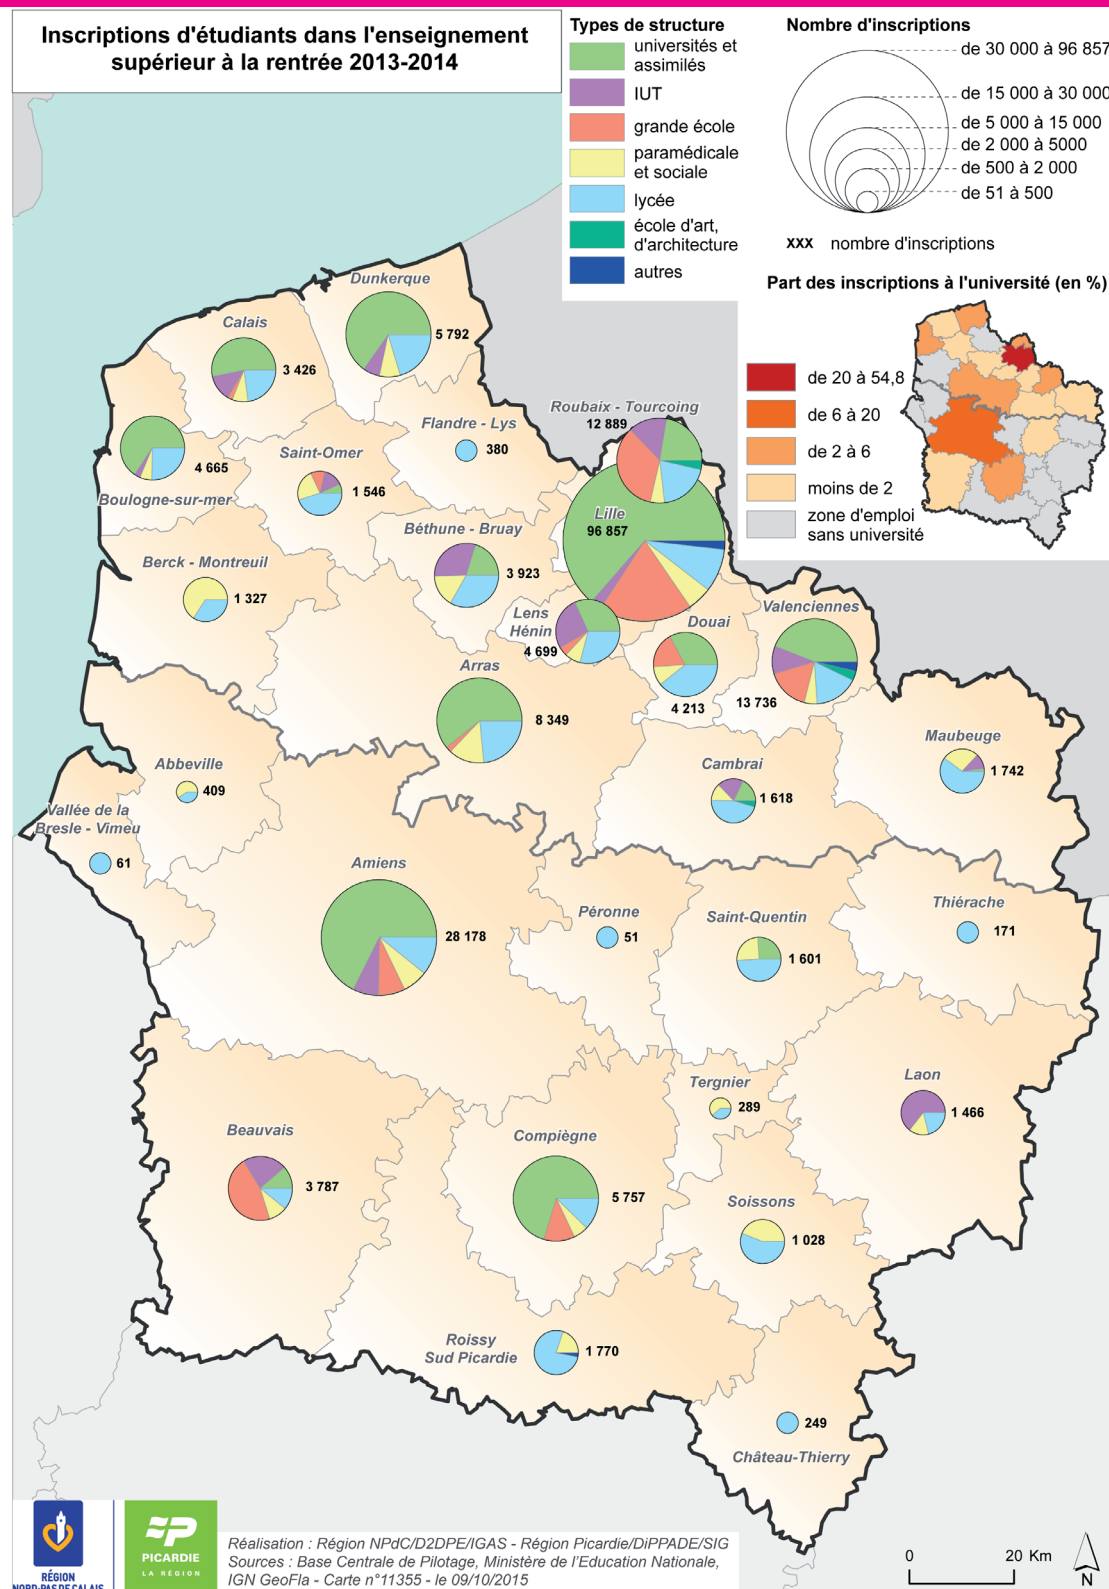 Inscriptions d'étudiants dans l'enseignement
supérieur à la rentrée 2013-2014
Types de structure
universités et
assimilés
IUT
grande école
paramédicale
et sociale
lycée
école d'art,
d'architecture
autres
Nombre d'inscriptions
de 30 000 à 96 857
de 15 000 à 30 000
de 5 000 à 15 000
de 2 000 à 5000
de 500 à 2 000
de 51 à 500
xxx nombre d'inscriptions
Part des inscriptions à l'université (en %)
de 20 à 54,8
de 6 à 20
de 2 à 6
moins de 2
zone d'emploi
sans université
Dunkerque
5 792
Calais
3 426
Boulogne-sur-mer
4 665
Flandre - Lys
380
Saint-Omer
1 546
Roubaix - Tourcoing
12 889
Lille
96 857
Béthune - Bruay
3 923
Berck - Montreuil
1 327
Lens
Hénin
4 699
Douai
4 213
Valenciennes
13 736
Arras
8 349
Maubeuge
1 742
Cambrai
1 618
Abbeville
409
Vallée de la
Bresle - Vimeu
61
Amiens
28 178
Péronne
51
Saint-Quentin
1 601
Thiérache
171
Tergnier
289
Laon
1 466
Beauvais
3 787
Compiègne
5 757
Soissons
1 028
Roissy
Sud Picardie
1 770
249
Château-Thierry
RÉGION
NORD-PAS DE CALAIS
PICARDIE
LA RÉGION
Réalisation : Région NPdC/D2DPE/IGAS - Région Picardie/DiPPADE/SIG
Sources : Base Centrale de Pilotage, Ministère de l'Education Nationale,
IGN GeoFla - Carte n°11355 - le 09/10/2015
0 20 Km
N